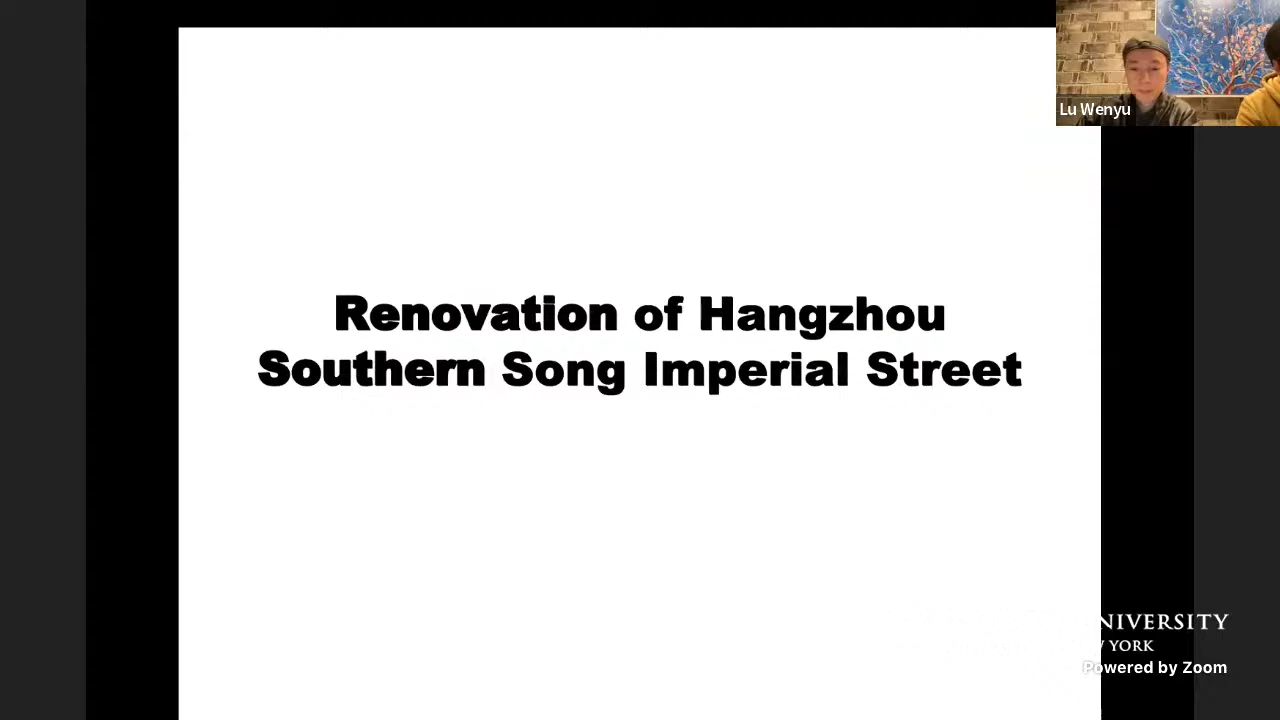 Lu Wenyu
Renovation of Hangzhou
Southern Song Imperial Street
NIVERSITY
YORK
Powered by Zoom